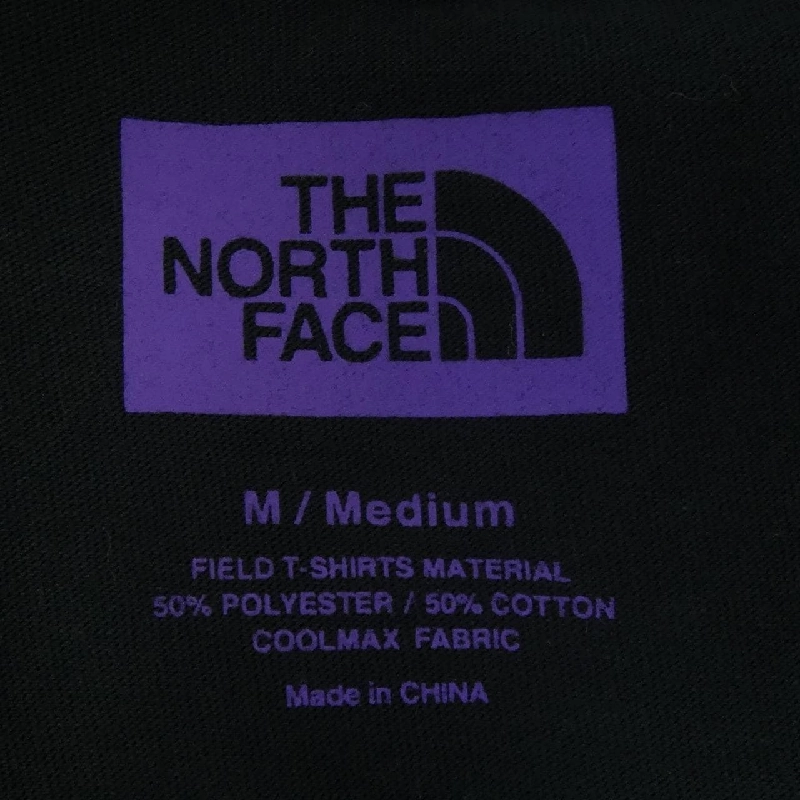 THE
NORTH
FACE
M / Medium
FIELD T-SHIRTS MATERIAL
50% POLYESTER / 50% COTTON
COOLMAX FABRIC
Made in CHINA